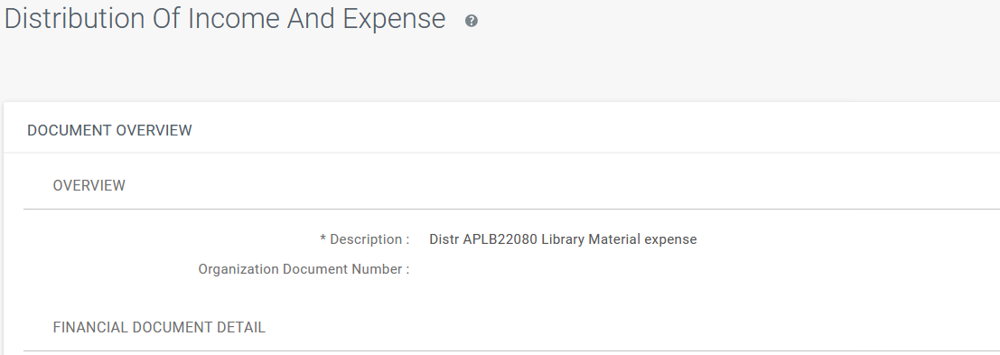 Distribution Of Income And Expense ?
DOCUMENT OVERVIEW
OVERVIEW
* Description : Distr APLB22080 Library Material expense
Organization Document Number :
FINANCIAL DOCUMENT DETAIL